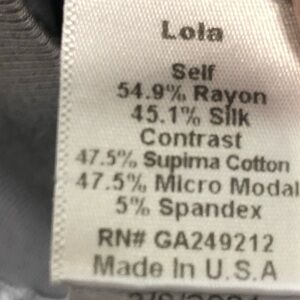 Lola
Self
54.9% Rayon
45.1% Silk
Contrast
47.5% Supima Cotton
47.5% Micro Modal
5% Spandex
RN# GA249212
Made In U.S.A